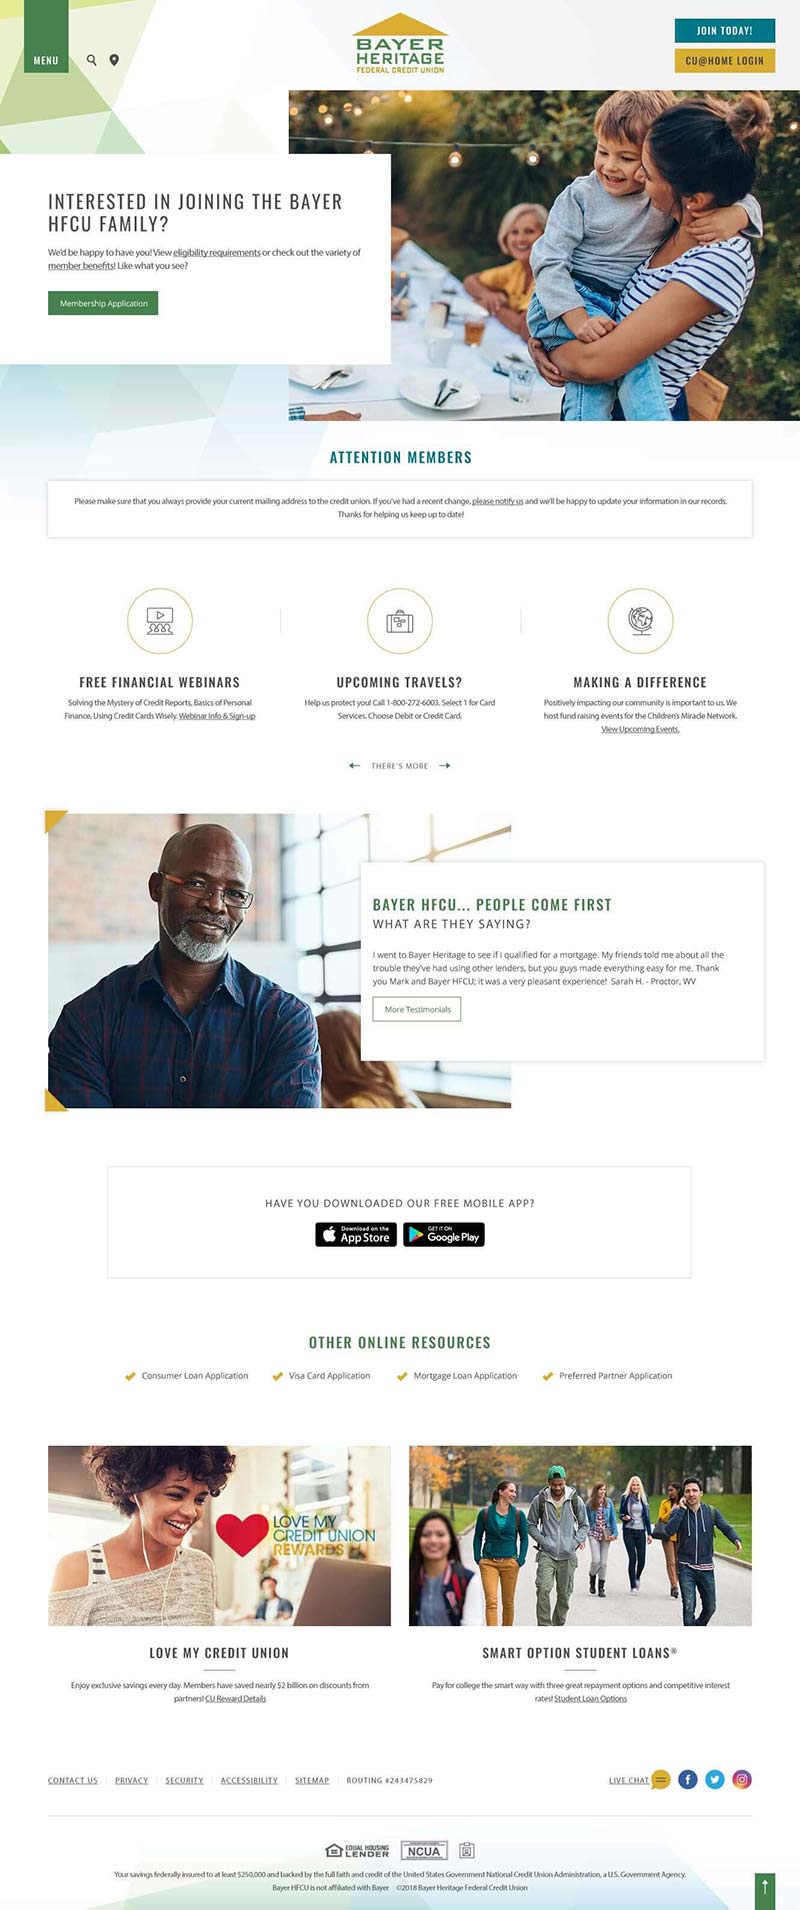 MENU
BAYER
HERITAGE
FEDERAL CREDIT UNION
JOIN TODAY!
CU@HOME LOGIN
INTERESTED IN JOINING THE BAYER
HFCU FAMILY?
We'd be happy to have you! View eligibility requirements or check out the variety of
member benefits! Like what you see?
Membership Application
ATTENTION MEMBERS
Please make sure that you always provide your current mailing address to the credit union. If you've had a recent change, please notify us and we'll be happy to update your information in our records.
Thanks for helping us keep up to date!
FREE FINANCIAL WEBINARS
Solving the Mystery of Credit Reports, Basics of Personal
Finance, Using Credit Cards Wisely. Webinar Info & Sign-up
UPCOMING TRAVELS?
Help us protect you! Call 1-800-272-6003. Select 1 for Card
Services. Choose Debit or Credit Card.
MAKING A DIFFERENCE
Positively impacting our community is important to us. We
host fund raising events for the Children's Miracle Network.
View Upcoming Events.
THERE'S MORE
BAYER HFCU... PEOPLE COME FIRST
WHAT ARE THEY SAYING?
I went to Bayer Heritage to see if I qualified for a mortgage. My friends told me about all the
trouble they've had using other lenders, but you guys made everything easy for me. Thank
you Mark and Bayer HFCU; it was a very pleasant experience! Sarah H. - Proctor, WV
More Testimonials
HAVE YOU DOWNLOADED OUR FREE MOBILE APP?
Download on the
App Store
GET IT ON
Google Play
OTHER ONLINE RESOURCES
Consumer Loan Application
Visa Card Application
Mortgage Loan Application
Preferred Partner Application
LOVE MY
CREDIT UNION
REWARDS
LOVE MY CREDIT UNION
Enjoy exclusive savings every day. Members have saved nearly $2 billion on discounts from
partners! CU Reward Details
SMART OPTION STUDENT LOANS®
Pay for college the smart way with three great repayment options and competitive interest
rates! Student Loan Options
CONTACT US
PRIVACY
SECURITY
ACCESSIBILITY
SITEMAP
ROUTING #243475829
LIVE CHAT
EQUAL HOUSING
LENDER
NCUA
Your savings federally insured to at least $250,000 and backed by the full faith and credit of the United States Government National Credit Union Administration, a U.S. Government Agency.
Bayer HFCU is not affiliated with Bayer ©2018 Bayer Heritage Federal Credit Union